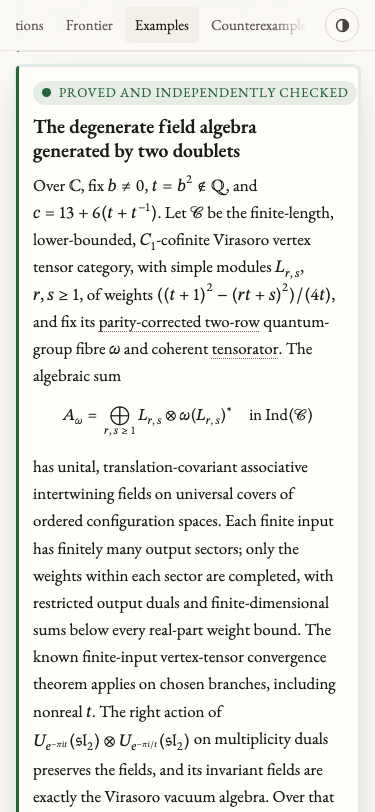 tions Frontier Examples Counterexamples
PROVED AND INDEPENDENTLY CHECKED
The degenerate field algebra
generated by two doublets
Over ℂ, fix b ≠ 0, t = b² ∉ ℚ, and
c = 13 + 6(t + t⁻¹). Let 𝒞 be the finite-length,
lower-bounded, C₁-cofinite Virasoro vertex
tensor category, with simple modules L_{r,s},
r, s ≥ 1, of weights ((t + 1)² − (rt + s)²)/(4t),
and fix its parity-corrected two-row quantum-
group fibre ω and coherent tensorator. The
algebraic sum
A_ω = ⨁_{r,s≥1} L_{r,s} ⊗ ω(L_{r,s})* in Ind(𝒞)
has unital, translation-covariant associative
intertwining fields on universal covers of
ordered configuration spaces. Each finite input
has finitely many output sectors; only the
weights within each sector are completed, with
restricted output duals and finite-dimensional
sums below every real-part weight bound. The
known finite-input vertex-tensor convergence
theorem applies on chosen branches, including
nonreal t. The right action of
U_{e^{−πit}}(𝔰𝔩₂) ⊗ U_{e^{−πi/t}}(𝔰𝔩₂) on multiplicity duals
preserves the fields, and its invariant fields are
exactly the Virasoro vacuum algebra. Over that